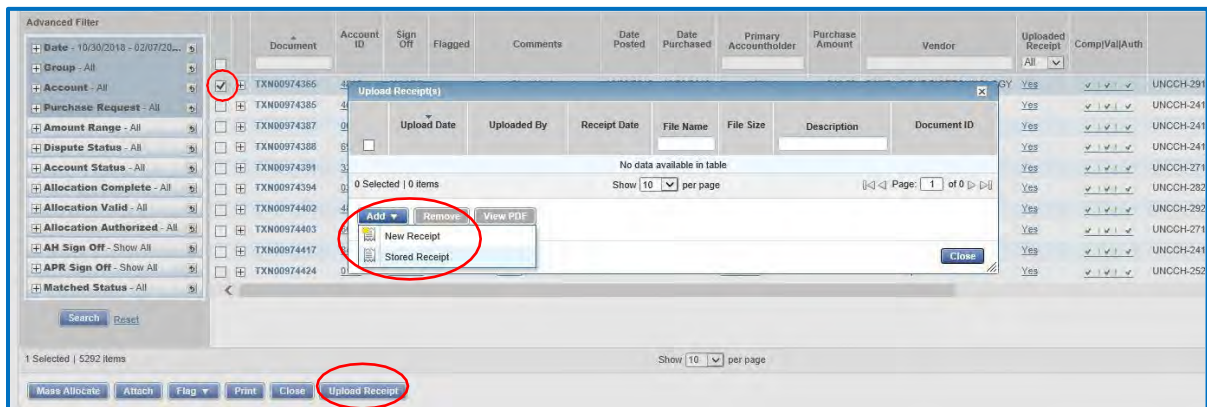 Advanced Filter
Date - 10/30/2018 - 02/07/20...
Group - All
Account - All
Purchase Request - All
Amount Range - All
Dispute Status - All
Account Status - All
Allocation Complete - All
Allocation Valid - All
Allocation Authorized - All
AH Sign Off - Show All
APR Sign Off - Show All
Matched Status - All
Search Reset
Document Account ID Sign Off Flagged Comments Date Posted Date Purchased Primary Accountholder Purchase Amount Vendor Uploaded Receipt Comp|Val|Auth
All
TXN00974366 GY Yes UNCCH-291
TXN00974385 Yes UNCCH-241
TXN00974387 Yes UNCCH-241
TXN00974388 Yes UNCCH-241
TXN00974391 Yes UNCCH-271
TXN00974394 Yes UNCCH-282
TXN00974402 Yes UNCCH-292
TXN00974403 Yes UNCCH-271
TXN00974417 Yes UNCCH-241
TXN00974424 Yes UNCCH-252
Upload Receipt(s)
Upload Date Uploaded By Receipt Date File Name File Size Description Document ID
No data available in table
0 Selected | 0 items Show 10 per page Page: 1 of 0
Add Remove View PDF
New Receipt
Stored Receipt
Close
1 Selected | 5292 items Show 10 per page
Mass Allocate Attach Flag Print Close Upload Receipt